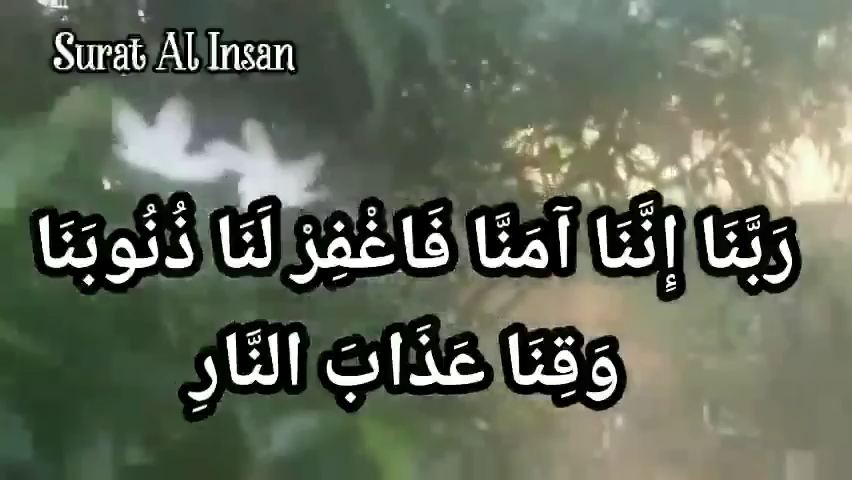 Surat Al Insan
رَبَّنَا إِنَّنَا آمَنَّا فَاغْفِرْ لَنَا ذُنُوبَنَا
وَقِنَا عَذَابَ النَّارِ